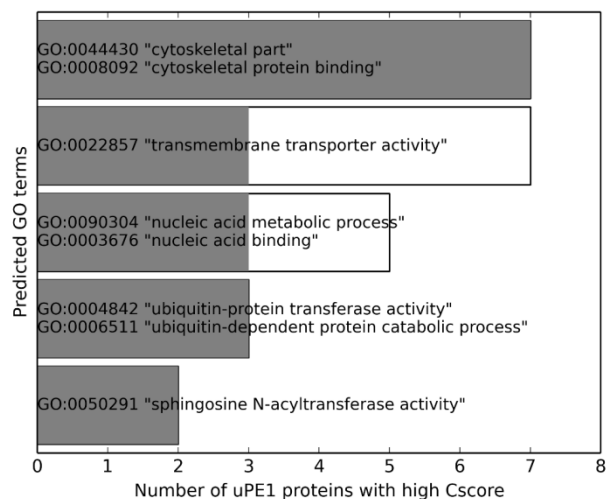 GO:0044430 "cytoskeletal part"
GO:0008092 "cytoskeletal protein binding"
GO:0022857 "transmembrane transporter activity"
GO:0090304 "nucleic acid metabolic process"
GO:0003676 "nucleic acid binding"
GO:0004842 "ubiquitin-protein transferase activity"
GO:0006511 "ubiquitin-dependent protein catabolic process"
GO:0050291 "sphingosine N-acyltransferase activity"
Predicted GO terms
0 1 2 3 4 5 6 7 8
Number of uPE1 proteins with high Cscore